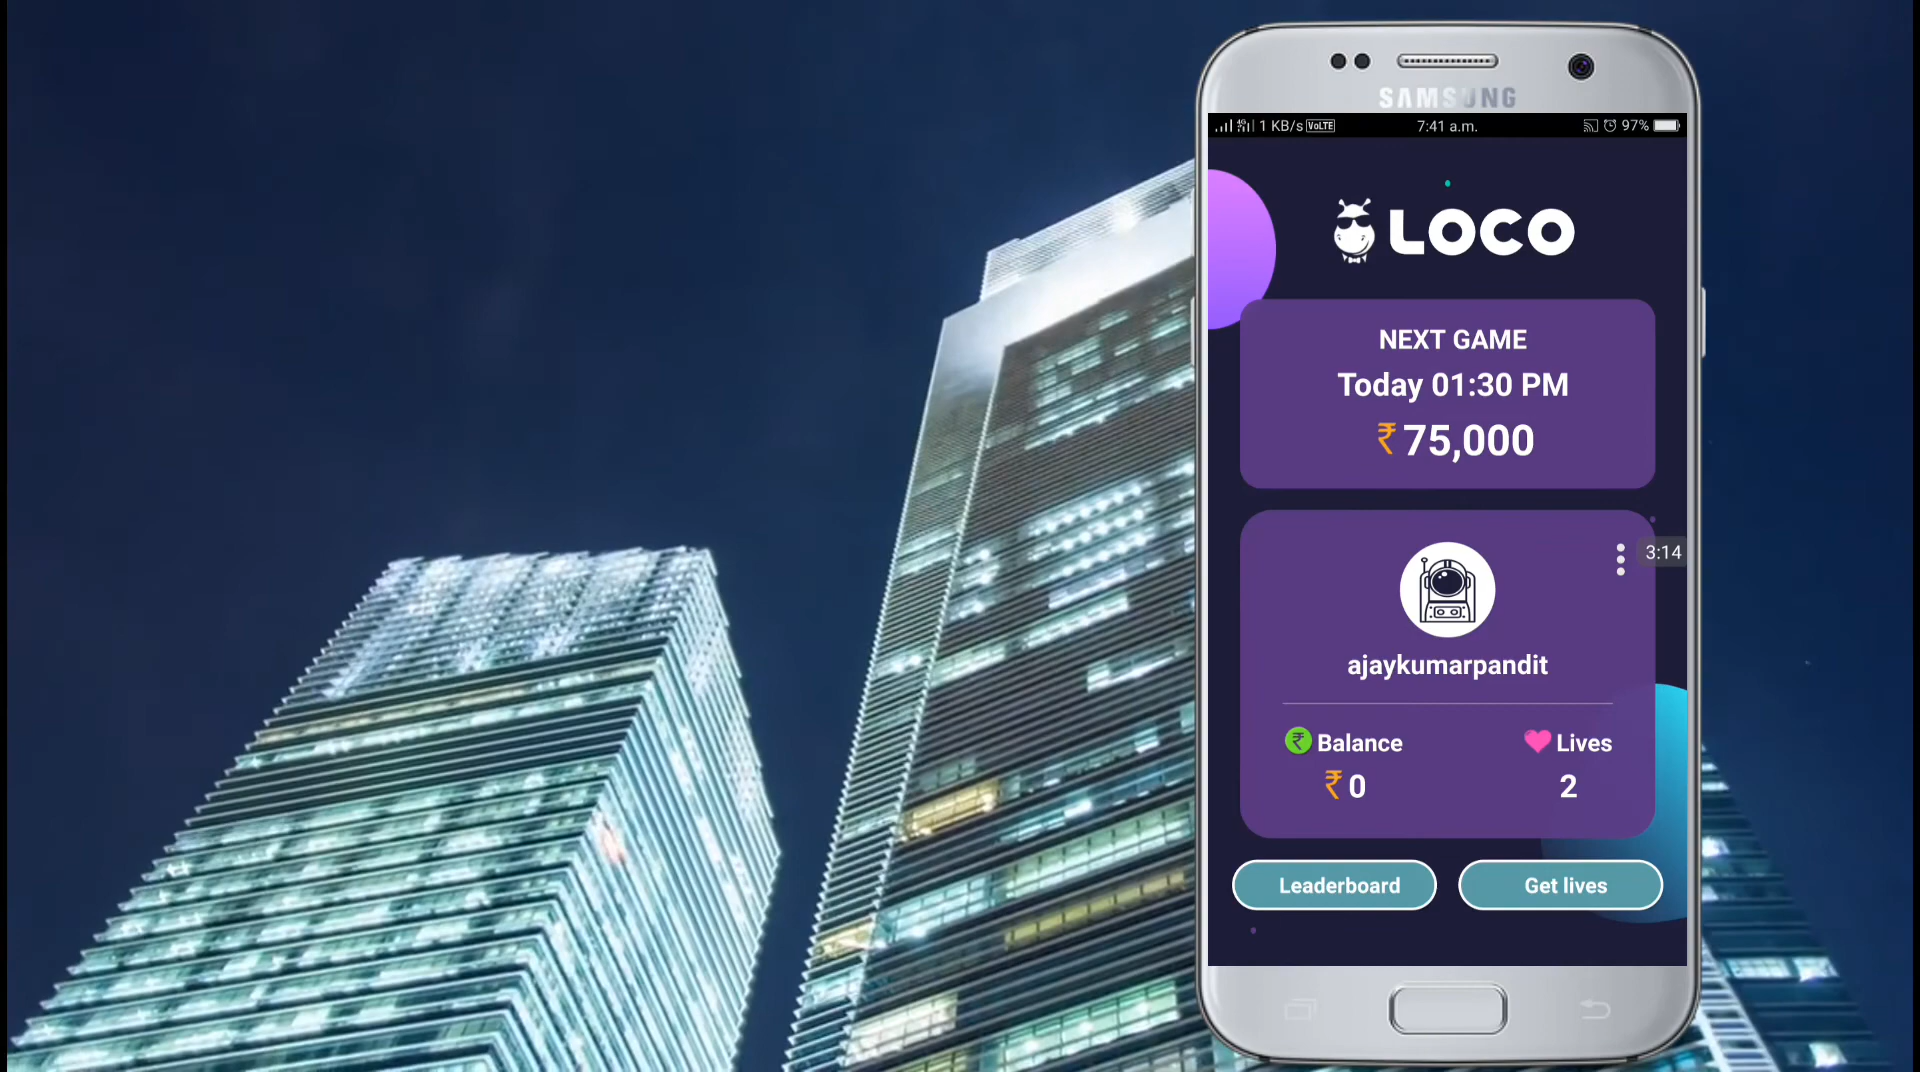 SAMSUNG
4G 1 KB/s VoLTE 7:41 a.m. 97%
LOCO
NEXT GAME
Today 01:30 PM
₹75,000
3:14
ajaykumarpandit
₹ Balance Lives
₹0 2
Leaderboard Get lives